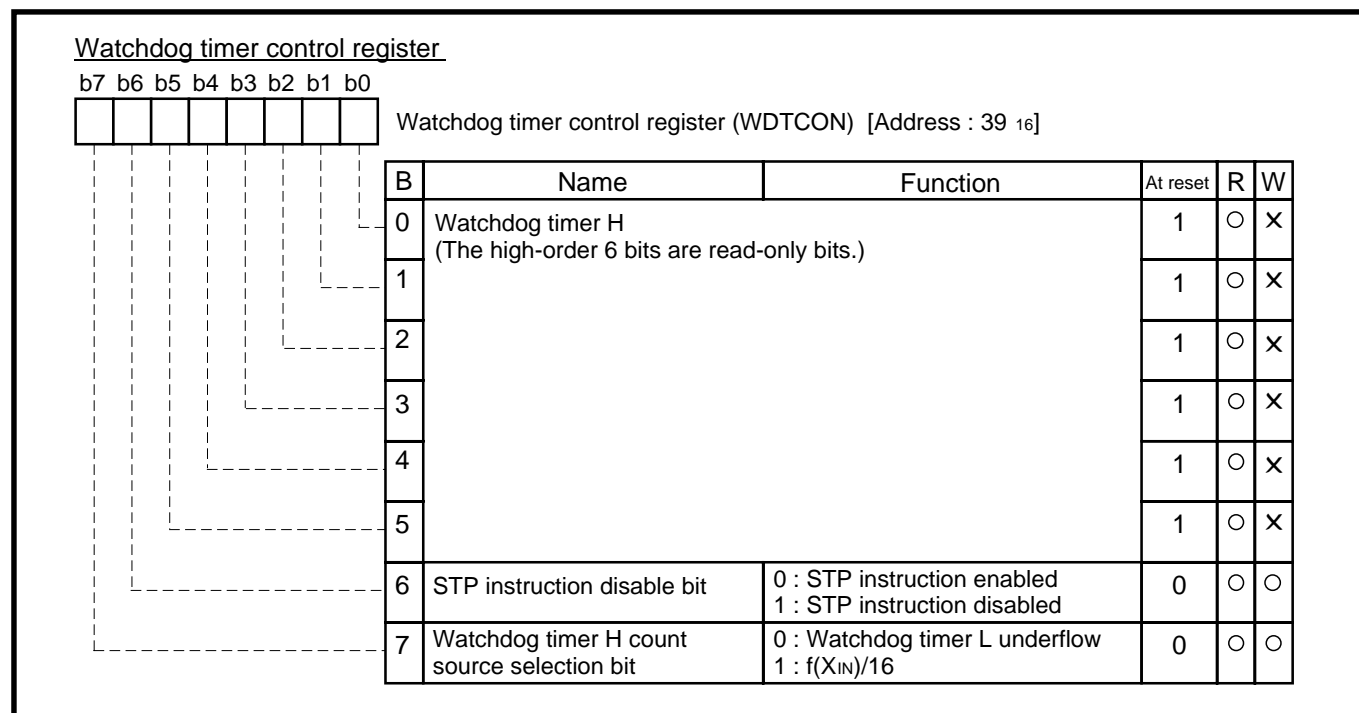 Watchdog timer control register
b7 b6 b5 b4 b3 b2 b1 b0
Watchdog timer control register (WDTCON) [Address : 39 16]
B Name Function At reset R W
0 Watchdog timer H 1 ○ ×
(The high-order 6 bits are read-only bits.)
1 1 ○ ×
2 1 ○ ×
3 1 ○ ×
4 1 ○ ×
5 1 ○ ×
6 STP instruction disable bit 0 : STP instruction enabled 0 ○ ○
1 : STP instruction disabled
7 Watchdog timer H count 0 : Watchdog timer L underflow 0 ○ ○
source selection bit 1 : f(XIN)/16